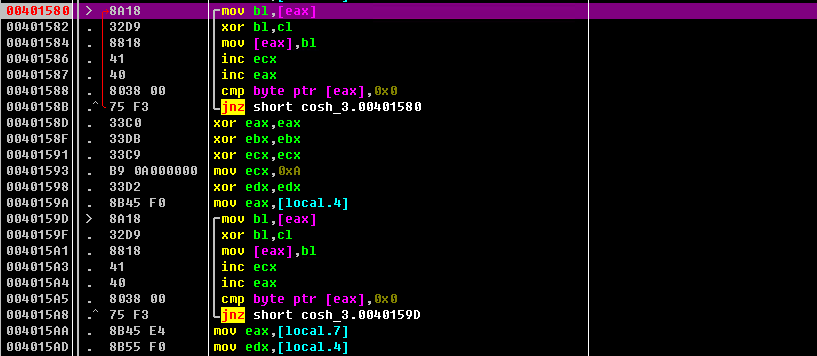 00401580 > 8A18 mov bl,[eax]
00401582 . 32D9 xor bl,cl
00401584 . 8818 mov [eax],bl
00401586 . 41 inc ecx
00401587 . 40 inc eax
00401588 . 8038 00 cmp byte ptr [eax],0x0
0040158B .^ 75 F3 jnz short cosh_3.00401580
0040158D . 33C0 xor eax,eax
0040158F . 33DB xor ebx,ebx
00401591 . 33C9 xor ecx,ecx
00401593 . B9 0A000000 mov ecx,0xA
00401598 . 33D2 xor edx,edx
0040159A . 8B45 F0 mov eax,[local.4]
0040159D > 8A18 mov bl,[eax]
0040159F . 32D9 xor bl,cl
004015A1 . 8818 mov [eax],bl
004015A3 . 41 inc ecx
004015A4 . 40 inc eax
004015A5 . 8038 00 cmp byte ptr [eax],0x0
004015A8 .^ 75 F3 jnz short cosh_3.0040159D
004015AA . 8B45 E4 mov eax,[local.7]
004015AD . 8B55 F0 mov edx,[local.4]